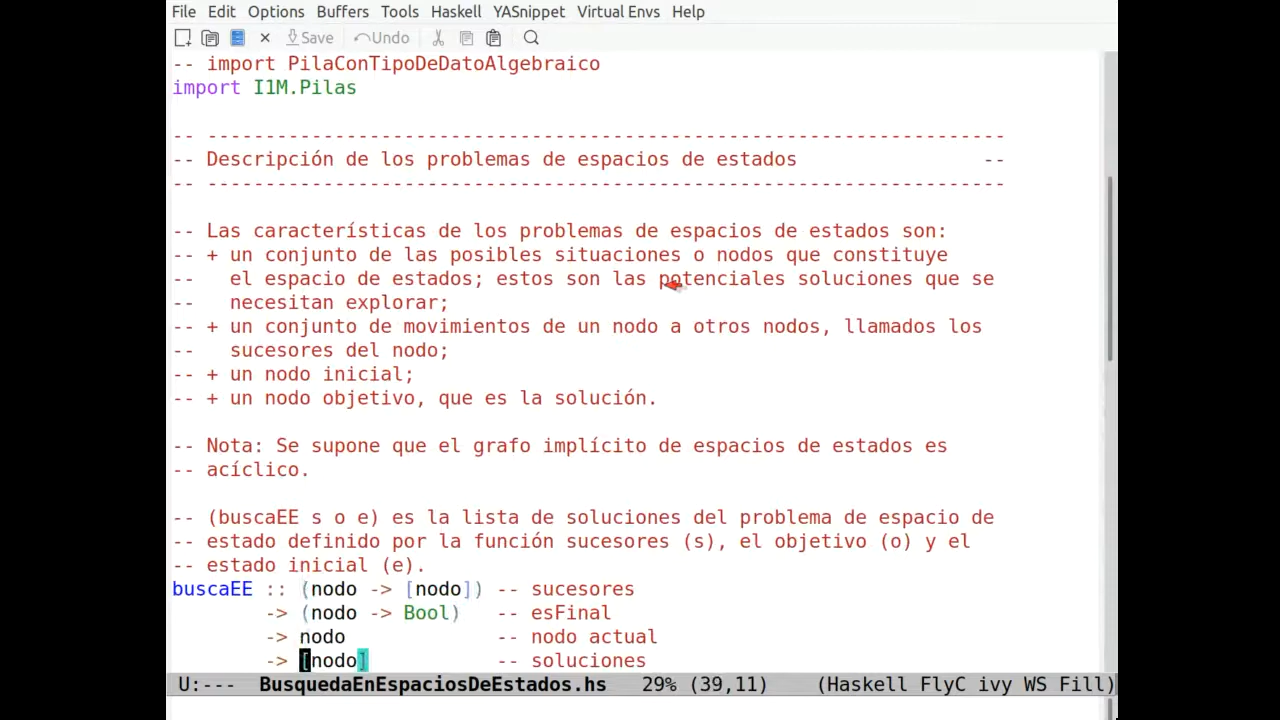 File Edit Options Buffers Tools Haskell YASnippet Virtual Envs Help
Save Undo
-- import PilaConTipoDeDatoAlgebraico
import I1M.Pilas
-- ---------------------------------------------------------------------
-- Descripción de los problemas de espacios de estados --
-- ---------------------------------------------------------------------
-- Las características de los problemas de espacios de estados son:
-- + un conjunto de las posibles situaciones o nodos que constituye
-- el espacio de estados; estos son las potenciales soluciones que se
-- necesitan explorar;
-- + un conjunto de movimientos de un nodo a otros nodos, llamados los
-- sucesores del nodo;
-- + un nodo inicial;
-- + un nodo objetivo, que es la solución.
-- Nota: Se supone que el grafo implícito de espacios de estados es
-- acíclico.
-- (buscaEE s o e) es la lista de soluciones del problema de espacio de
-- estado definido por la función sucesores (s), el objetivo (o) y el
-- estado inicial (e).
buscaEE :: (nodo -> [nodo]) -- sucesores
-> (nodo -> Bool) -- esFinal
-> nodo -- nodo actual
-> [nodo] -- soluciones
U:--- BusquedaEnEspaciosDeEstados.hs 29% (39,11) (Haskell FlyC ivy WS Fill)